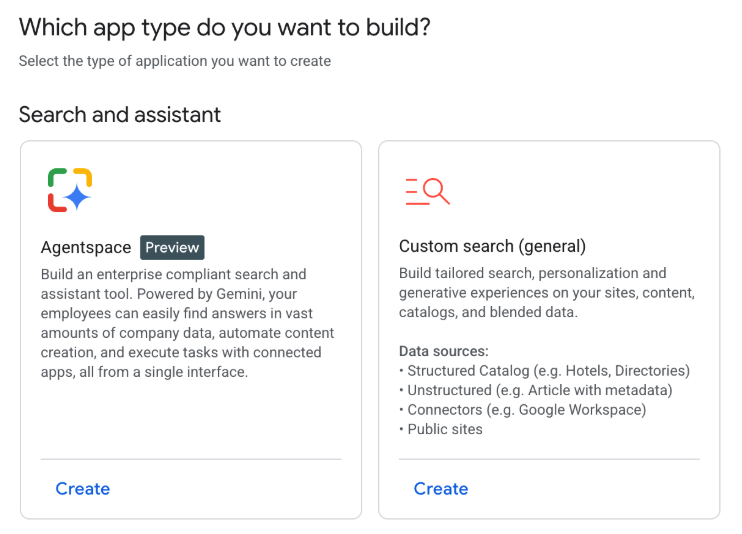 Which app type do you want to build?
Select the type of application you want to create
Search and assistant
Agentspace Preview
Build an enterprise compliant search and
assistant tool. Powered by Gemini, your
employees can easily find answers in vast
amounts of company data, automate content
creation, and execute tasks with connected
apps, all from a single interface.
Create
Custom search (general)
Build tailored search, personalization and
generative experiences on your sites, content,
catalogs, and blended data.
Data sources:
• Structured Catalog (e.g. Hotels, Directories)
• Unstructured (e.g. Article with metadata)
• Connectors (e.g. Google Workspace)
• Public sites
Create